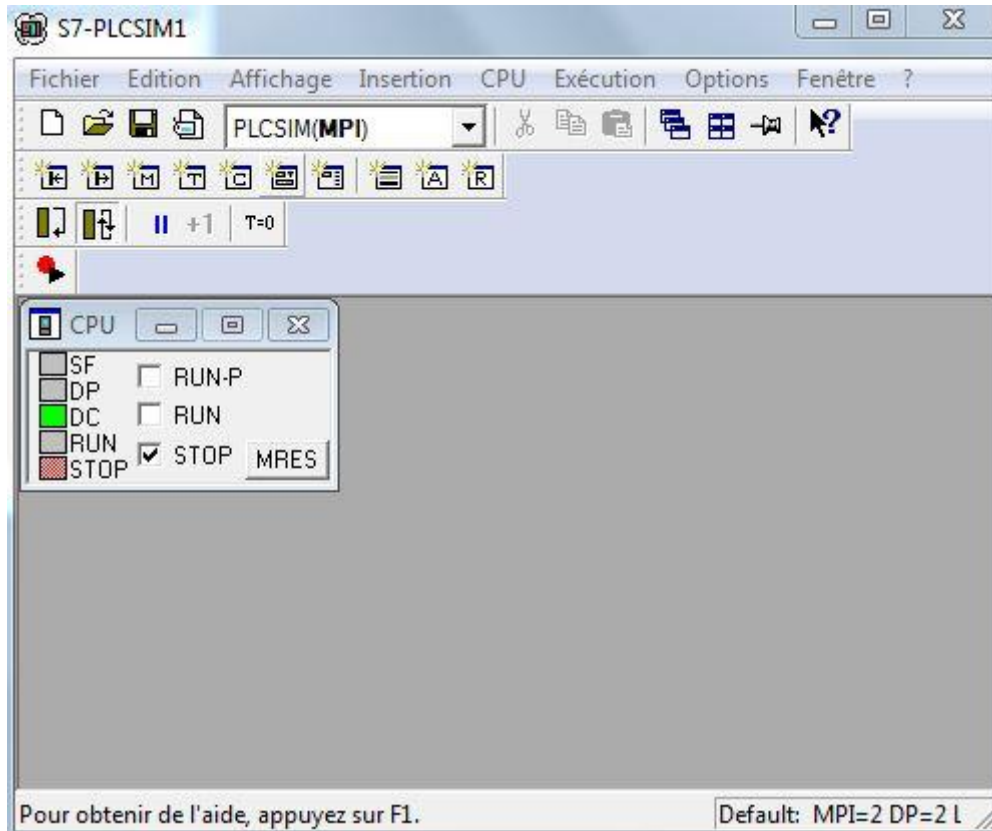 S7-PLCSIM1
Fichier Edition Affichage Insertion CPU Exécution Options Fenêtre ?
PLCSIM(MPI)
M T C A R
+1 T=0
CPU
SF
DP
DC
RUN
STOP
RUN-P
RUN
STOP MRES
Pour obtenir de l'aide, appuyez sur F1. Default: MPI=2 DP=2 L